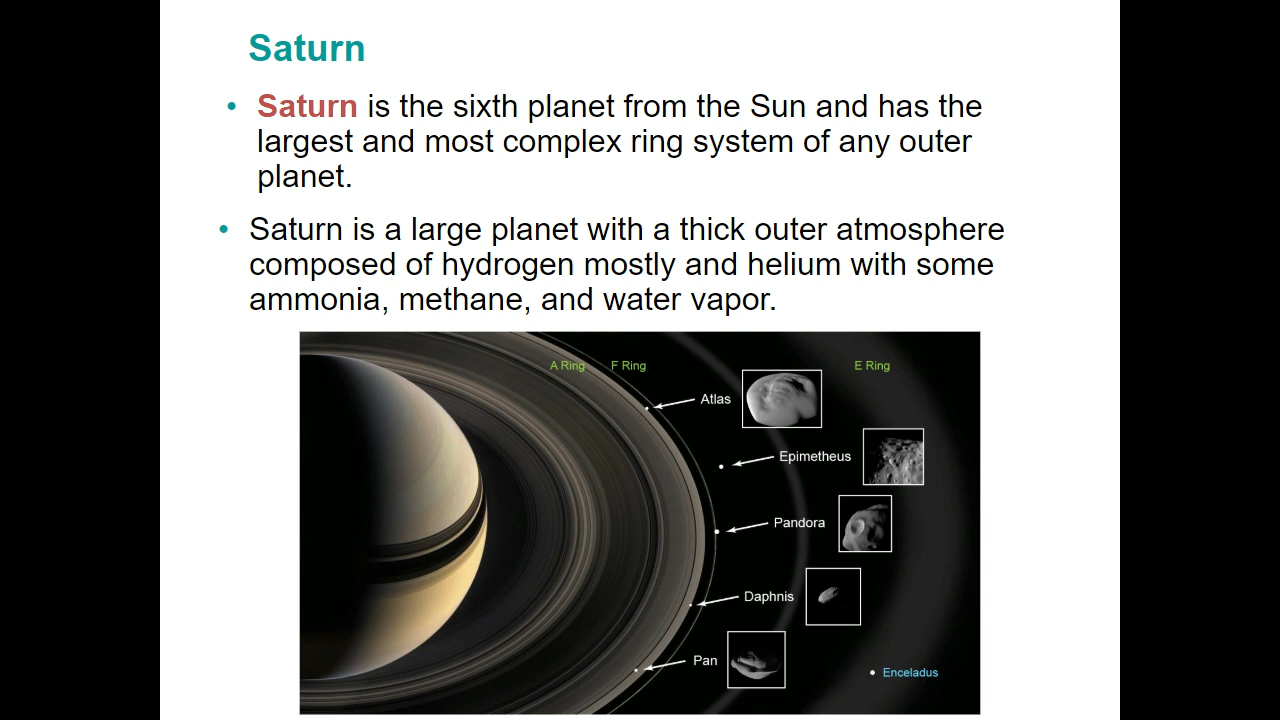 Saturn
• Saturn is the sixth planet from the Sun and has the
largest and most complex ring system of any outer
planet.
• Saturn is a large planet with a thick outer atmosphere
composed of hydrogen mostly and helium with some
ammonia, methane, and water vapor.
A Ring
F Ring
E Ring
Atlas
Epimetheus
Pandora
Daphnis
Pan
Enceladus